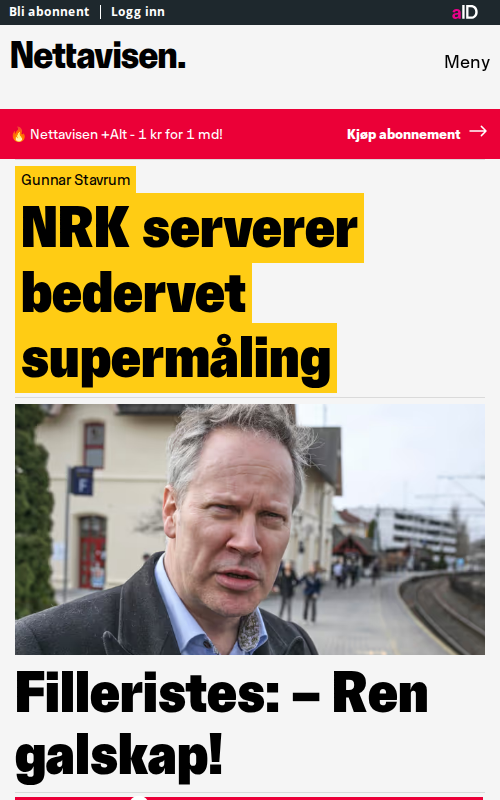 Bli abonnent | Logg inn
aID
Nettavisen.
Meny
🔥 Nettavisen +Alt - 1 kr for 1 md!
Kjøp abonnement →
Gunnar Stavrum
NRK serverer
bedervet
supermåling
F
Filleristes: – Ren
galskap!